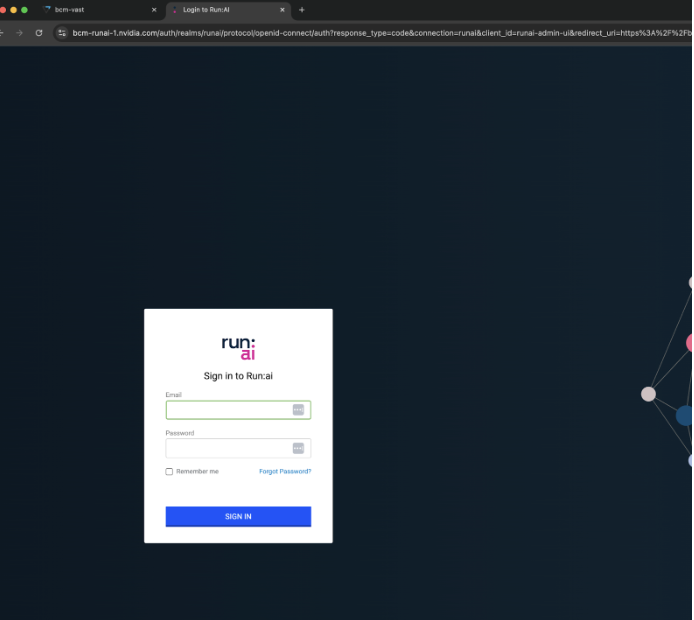 bcm-vast
Login to Run:AI
bcm-runai-1.nvidia.com/auth/realms/runai/protocol/openid-connect/auth?response_type=code&connection=runai&client_id=runai-admin-ui&redirect_uri=https%3A%2F%2Fb
run:
ai
Sign in to Run:ai
Email
Password
Remember me Forgot Password?
SIGN IN